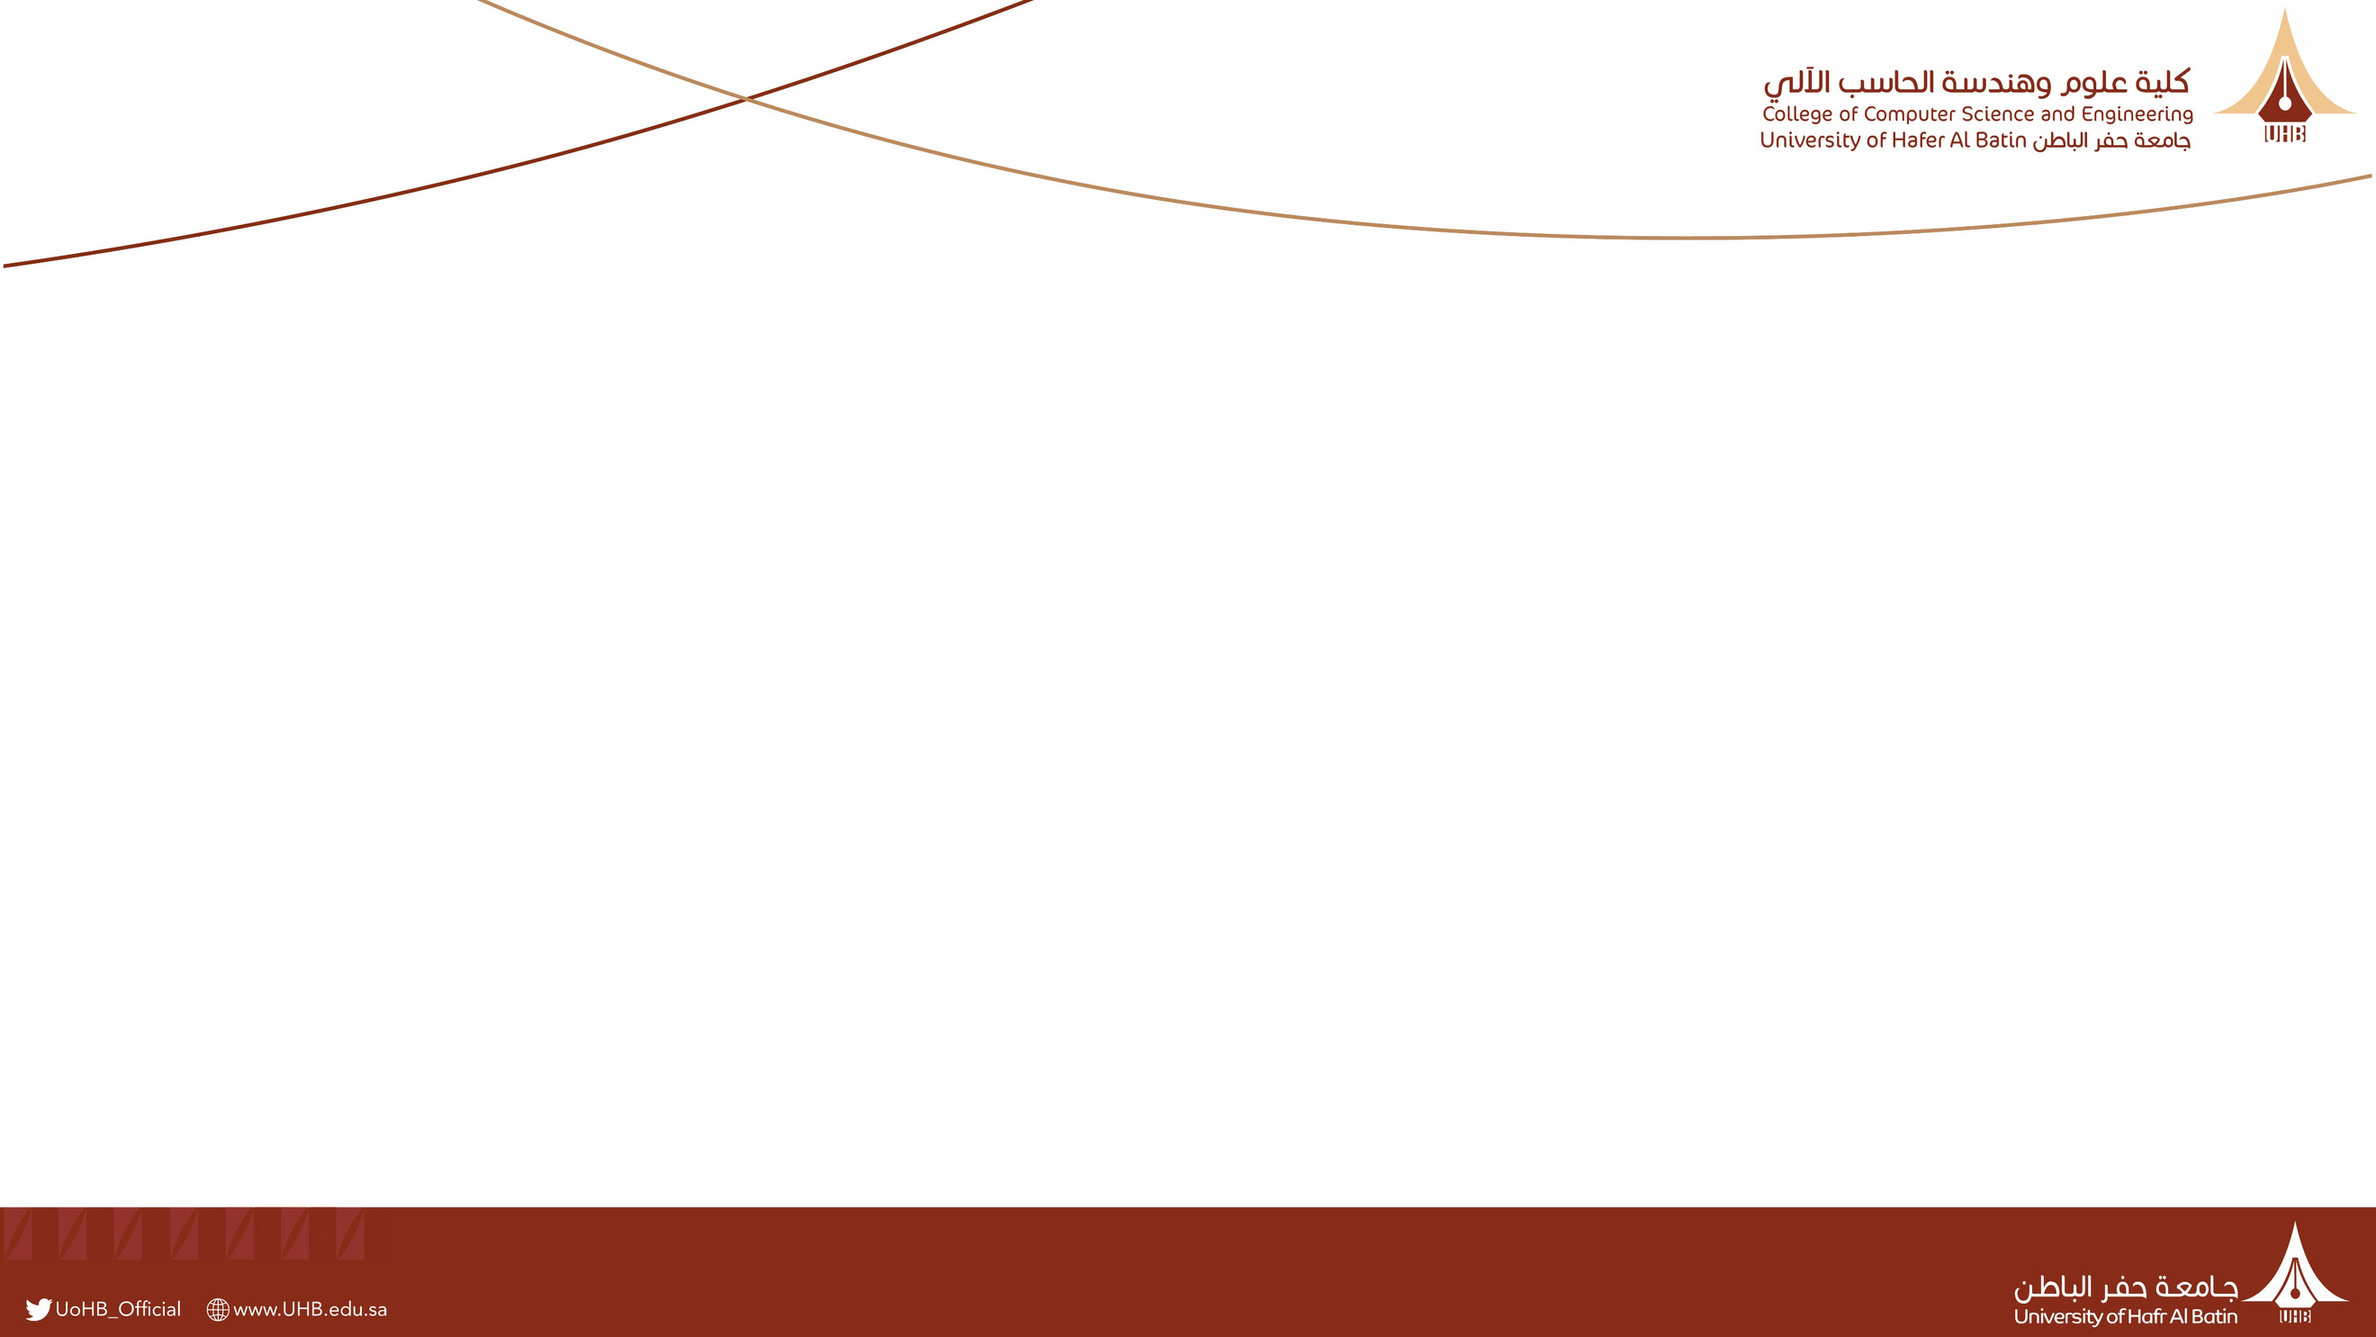 كلية علوم وهندسة الحاسب الآلي
College of Computer Science and Engineering
University of Hafer Al Batin جامعة حفر الباطن
UHB
UoHB_Official
www.UHB.edu.sa
جامعة حفر الباطن
University of Hafr Al Batin
UHB